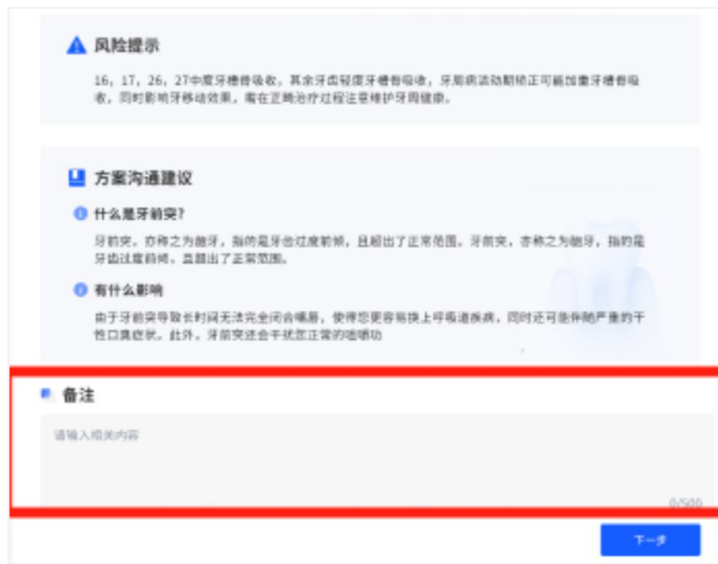 风险提示
16，17，26，27中度牙槽骨吸收，其余牙齿轻度牙槽骨吸收，牙周病活动期矫正可能加重牙槽骨吸
收，同时影响牙移动效果，需在正畸治疗过程注意维护牙周健康。
方案沟通建议
什么是牙前突?
牙前突，亦称之为龅牙，指的是牙齿过度前倾，且超出了正常范围。牙前突，亦称之为龅牙，指的是
牙齿过度前倾，且超出了正常范围。
有什么影响
由于牙前突导致长时间无法完全闭合嘴唇，使得您更容易换上呼吸道疾病，同时还可能伴随严重的干
性口臭症状。此外，牙前突还会干扰您正常的咀嚼功
备注
请输入相关内容
0/500
下一步